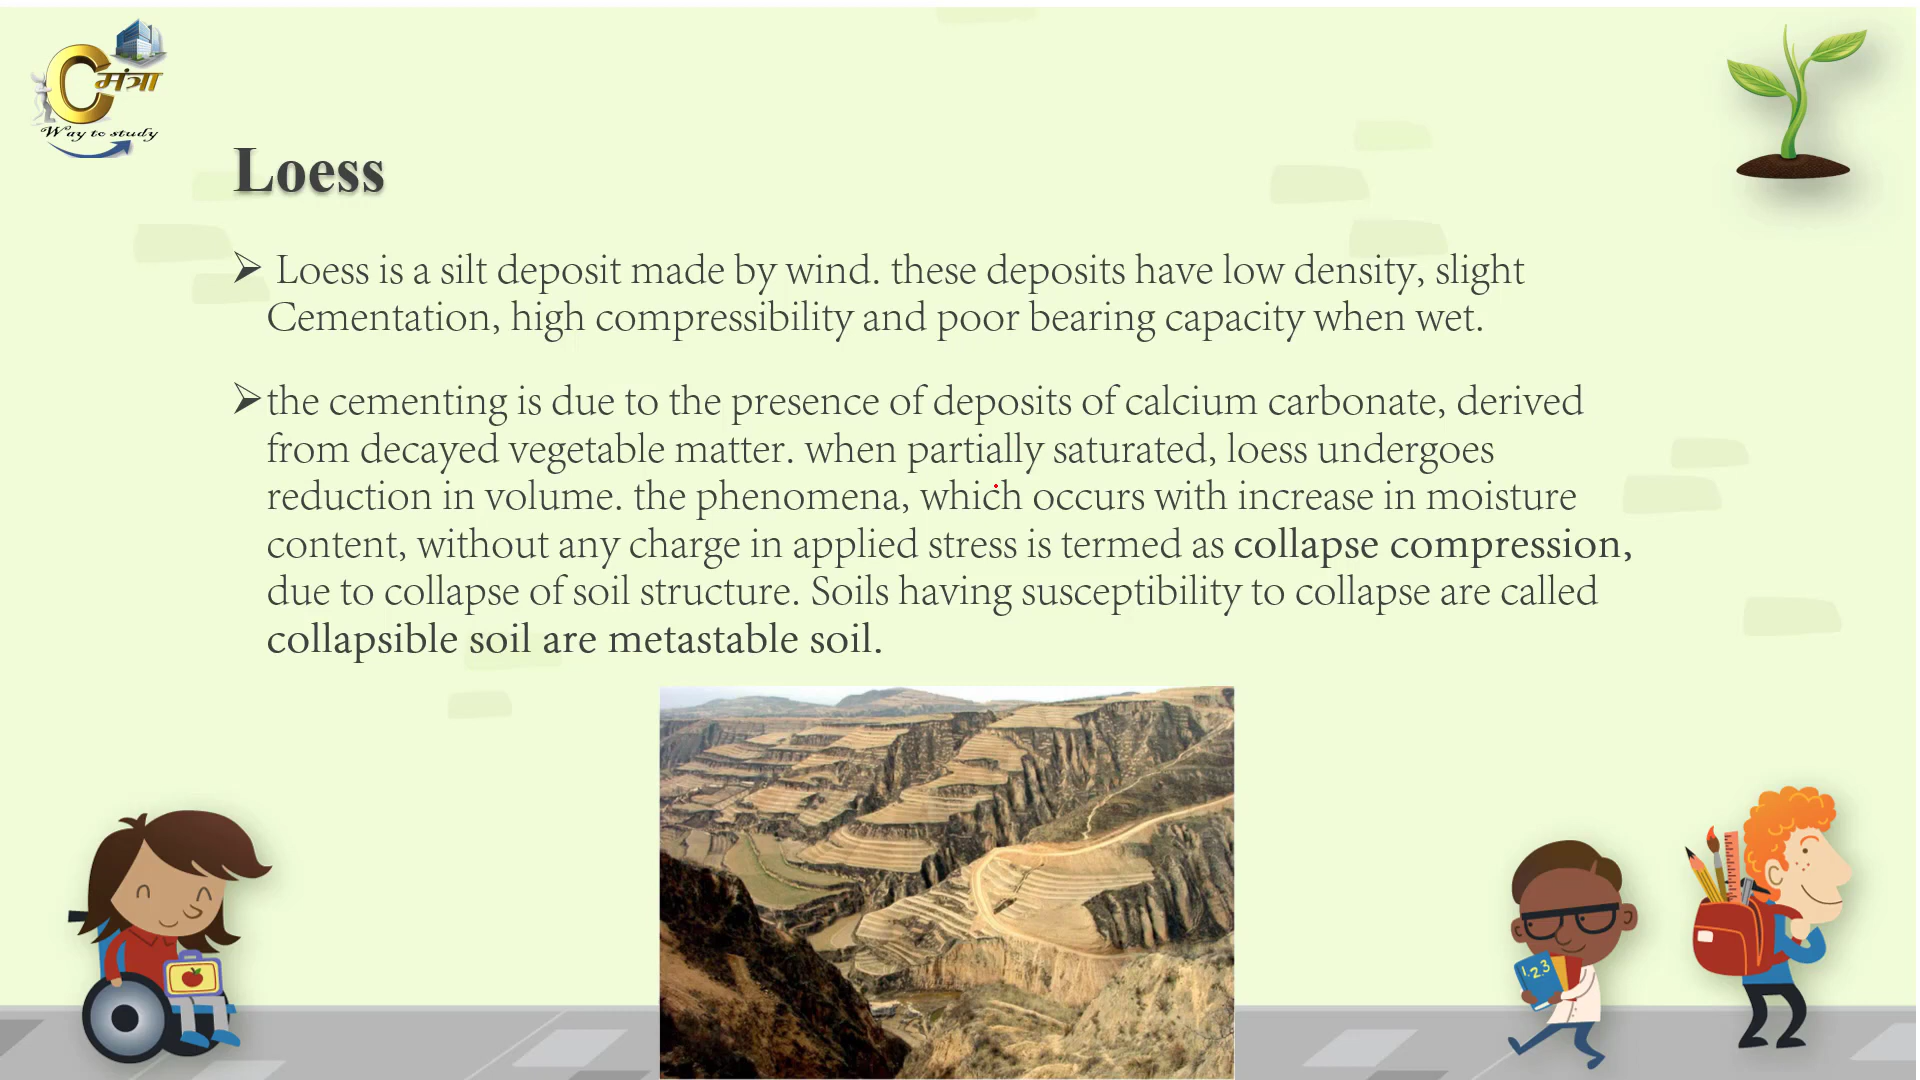 C मंत्रा
Way to study
Loess
➢ Loess is a silt deposit made by wind. these deposits have low density, slight
Cementation, high compressibility and poor bearing capacity when wet.
➢the cementing is due to the presence of deposits of calcium carbonate, derived
from decayed vegetable matter. when partially saturated, loess undergoes
reduction in volume. the phenomena, which occurs with increase in moisture
content, without any charge in applied stress is termed as collapse compression,
due to collapse of soil structure. Soils having susceptibility to collapse are called
collapsible soil are metastable soil.
1.2.3